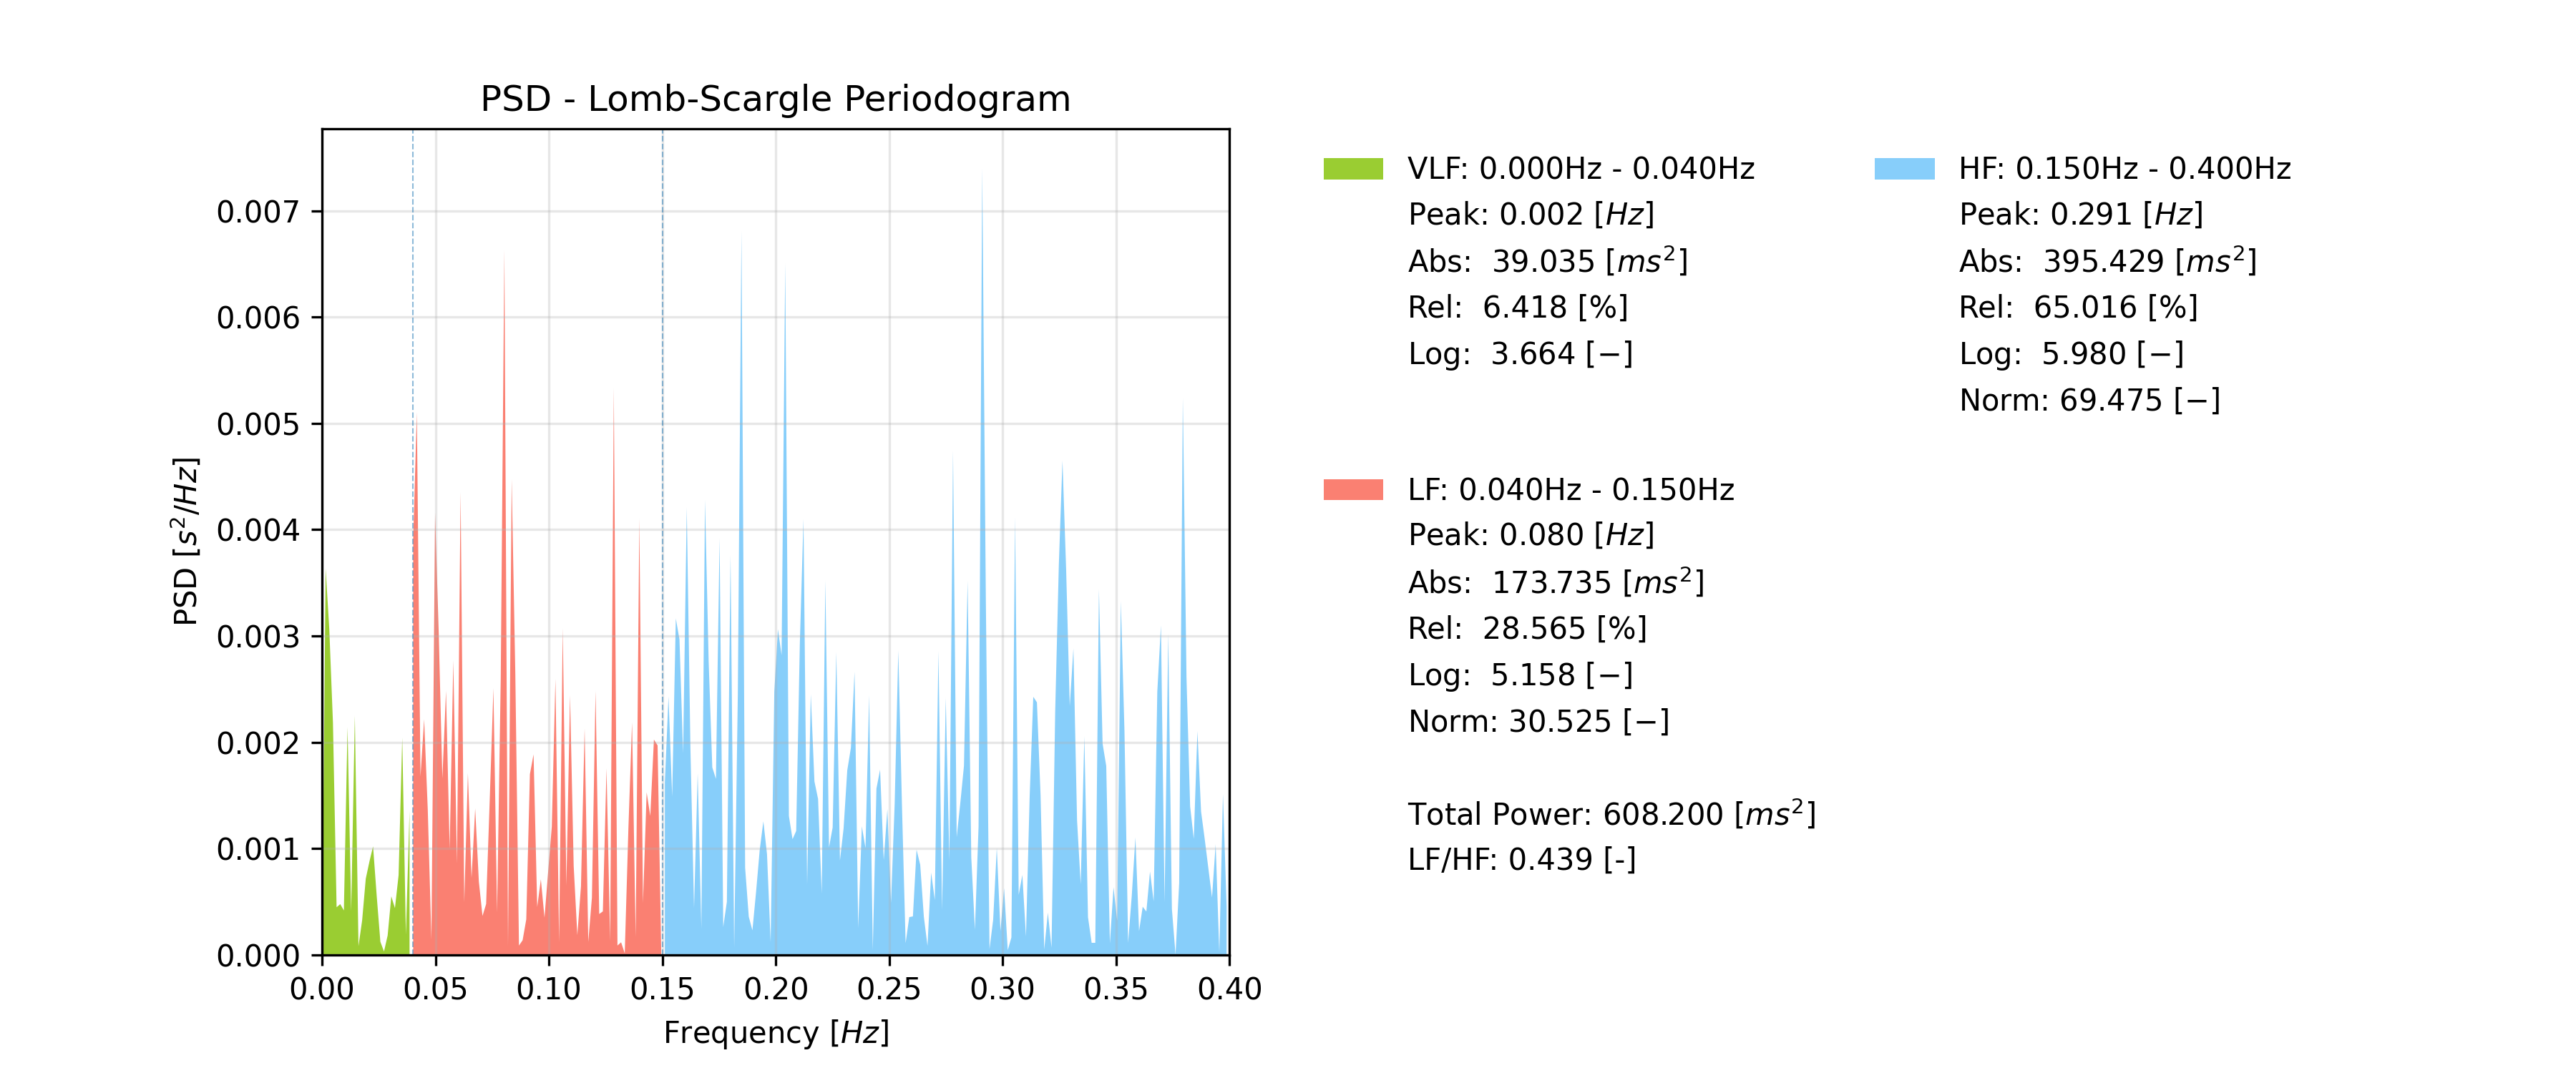 PSD - Lomb-Scargle Periodogram
PSD [s²/Hz]
0.007
0.006
0.005
0.004
0.003
0.002
0.001
0.000
0.00 0.05 0.10 0.15 0.20 0.25 0.30 0.35 0.40
Frequency [Hz]
VLF: 0.000Hz - 0.040Hz
Peak: 0.002 [Hz]
Abs: 39.035 [ms²]
Rel: 6.418 [%]
Log: 3.664 [−]
LF: 0.040Hz - 0.150Hz
Peak: 0.080 [Hz]
Abs: 173.735 [ms²]
Rel: 28.565 [%]
Log: 5.158 [−]
Norm: 30.525 [−]
Total Power: 608.200 [ms²]
LF/HF: 0.439 [-]
HF: 0.150Hz - 0.400Hz
Peak: 0.291 [Hz]
Abs: 395.429 [ms²]
Rel: 65.016 [%]
Log: 5.980 [−]
Norm: 69.475 [−]